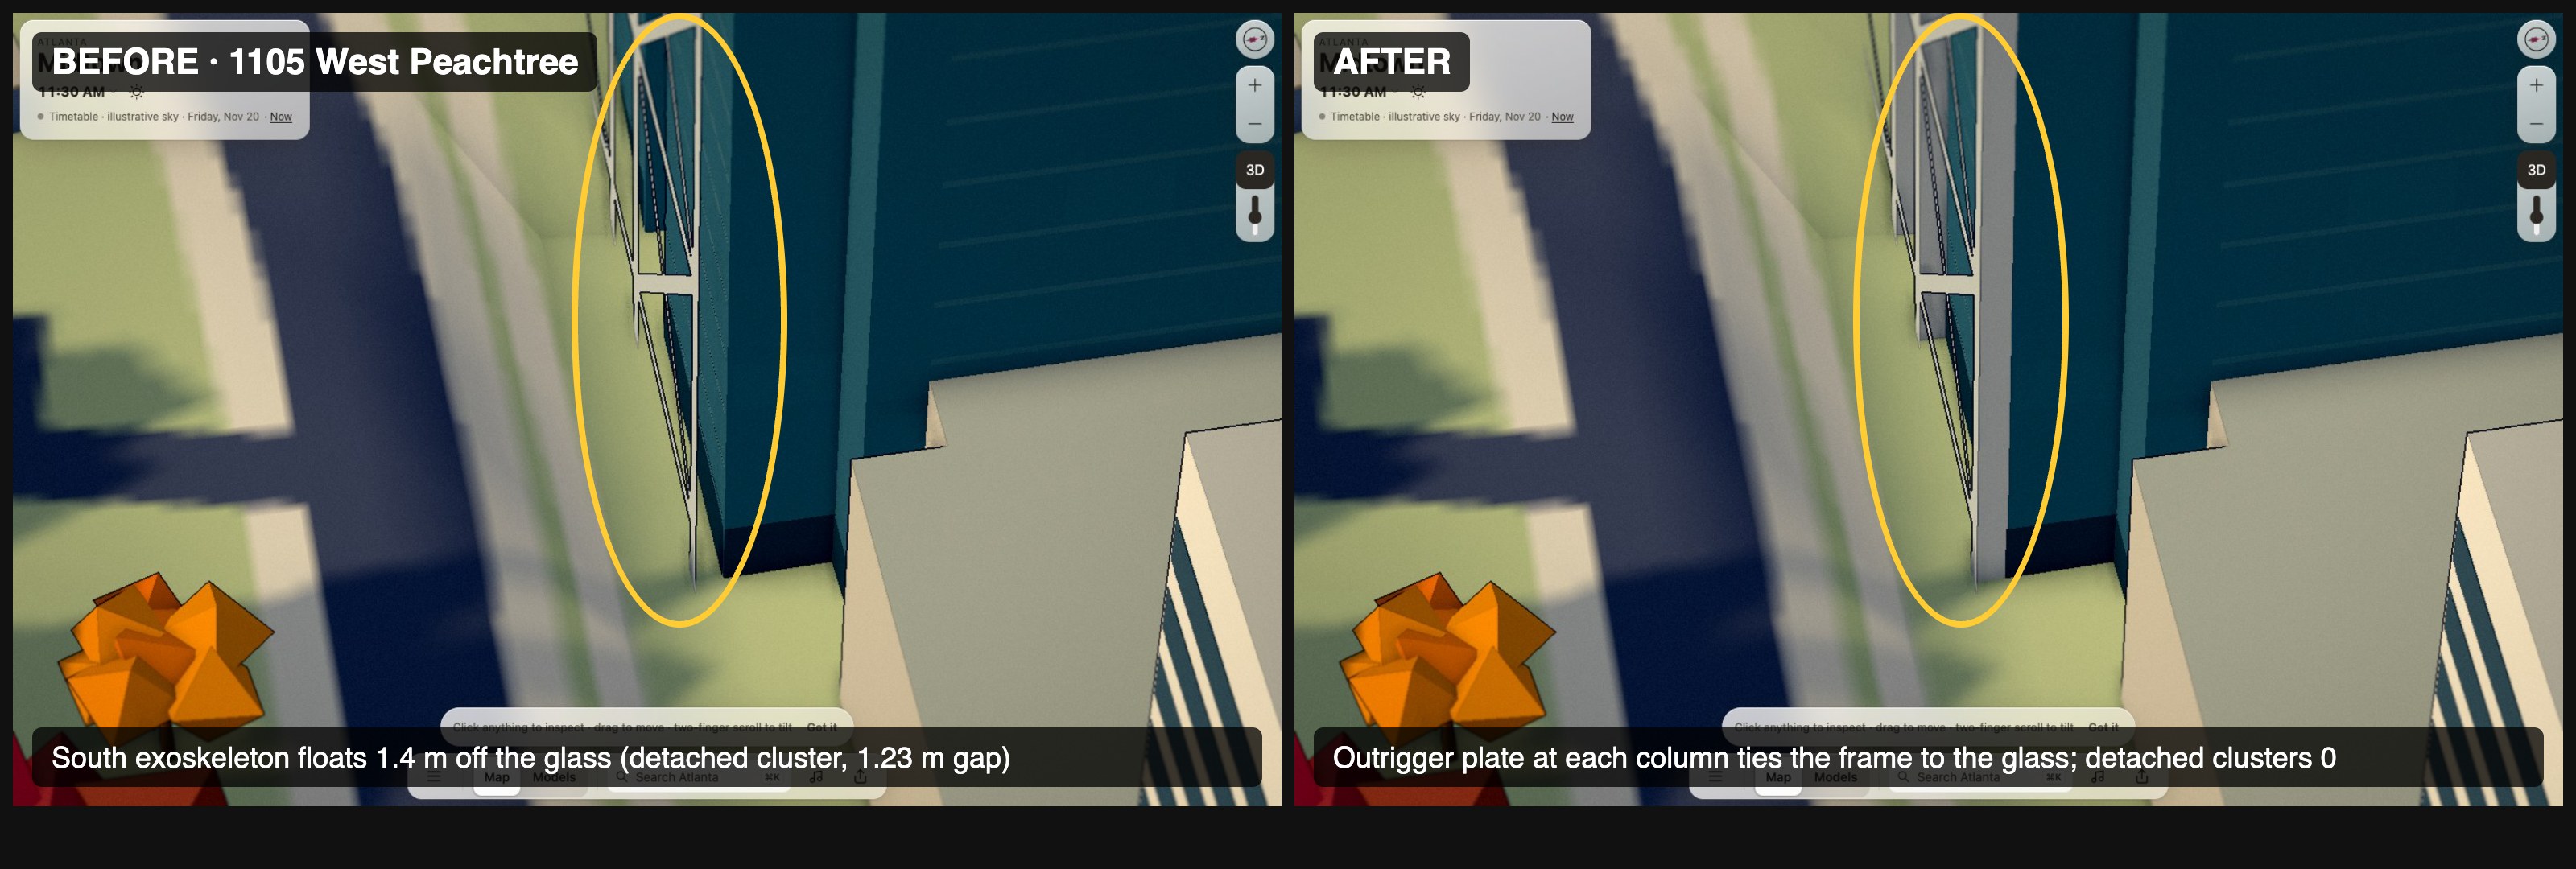 ATLANTA
BEFORE · 1105 West Peachtree
11:30 AM
Timetable · illustrative sky · Friday, Nov 20 · Now
+
−
3D
Click anything to inspect · drag to move · two-finger scroll to tilt Got it
South exoskeleton floats 1.4 m off the glass (detached cluster, 1.23 m gap)
Map Models Search Atlanta ⌘K
ATLANTA
AFTER
11:30 AM
Timetable · illustrative sky · Friday, Nov 20 · Now
+
−
3D
Click anything to inspect · drag to move · two-finger scroll to tilt Got it
Outrigger plate at each column ties the frame to the glass; detached clusters 0
Map Models Search Atlanta ⌘K